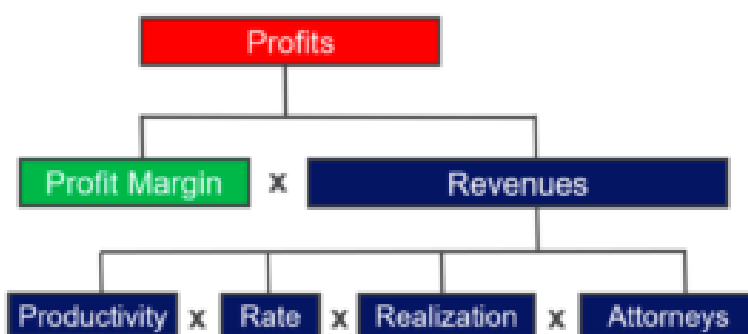 Profits
Profit Margin x Revenues
Productivity x Rate x Realization x Attorneys